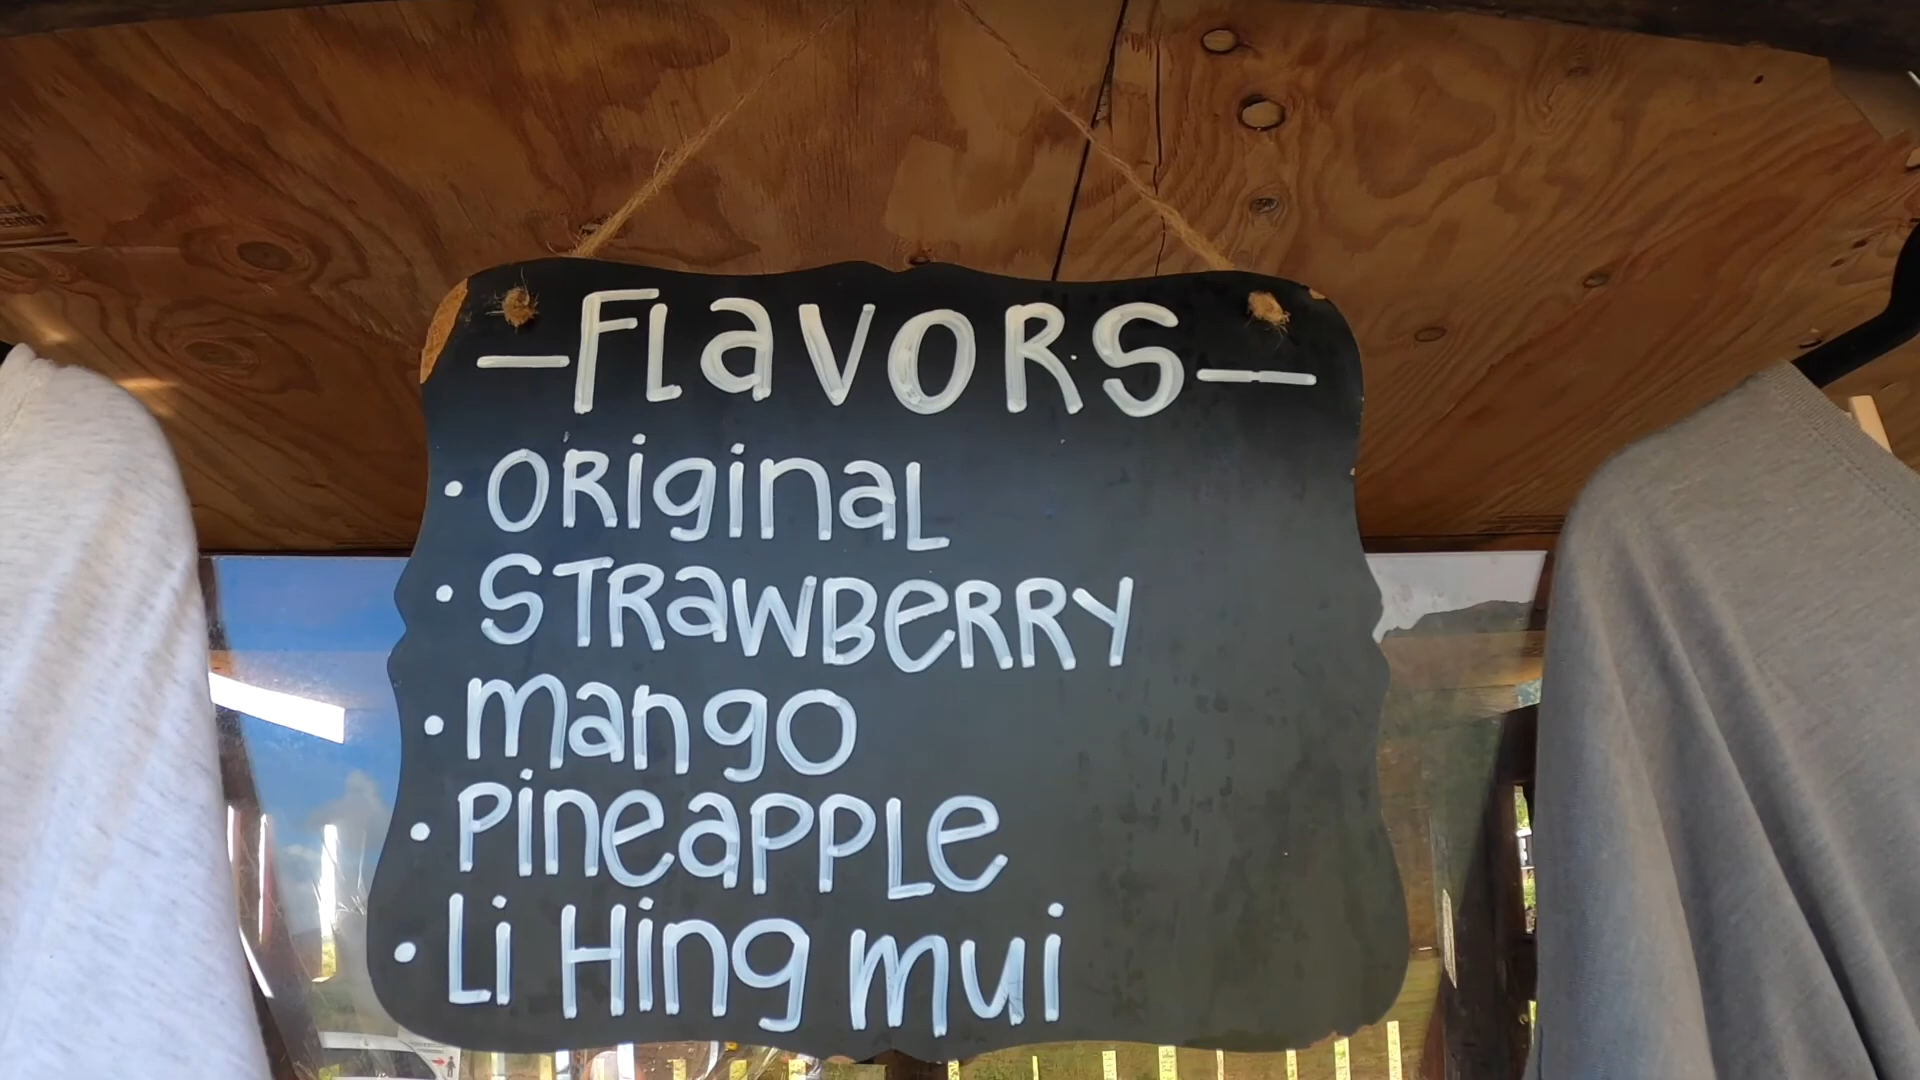 —FlavORS—
• ORiginaL
• STRawBeRRY
• mango
• PineaPPLe
• Li Hing mui